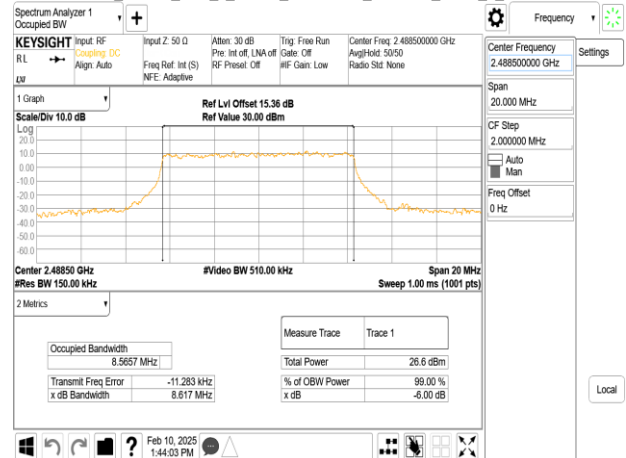 Spectrum Analyzer 1
Occupied BW
+
Frequency
KEYSIGHT
RL
LXI
Input: RF
Coupling: DC
Align: Auto
Input Z: 50 Ω
Freq Ref: Int (S)
NFE: Adaptive
Atten: 30 dB
Pre: Int off, LNA off
RF Preset: Off
Trig: Free Run
Gate: Off
#IF Gain: Low
Center Freq: 2.488500000 GHz
Avg|Hold: 50/50
Radio Std: None
Center Frequency
2.488500000 GHz
Settings
Span
20.000 MHz
CF Step
2.000000 MHz
Auto
Man
Freq Offset
0 Hz
Local
1 Graph
Scale/Div 10.0 dB
Ref Lvl Offset 15.36 dB
Ref Value 30.00 dBm
Log
20.0
10.0
0.00
-10.0
-20.0
-30.0
-40.0
-50.0
-60.0
Center 2.48850 GHz
#Video BW 510.00 kHz
Span 20 MHz
#Res BW 150.00 kHz
Sweep 1.00 ms (1001 pts)
2 Metrics
Occupied Bandwidth
8.5657 MHz
Transmit Freq Error -11.283 kHz
x dB Bandwidth 8.617 MHz
Measure Trace Trace 1
Total Power 26.6 dBm
% of OBW Power 99.00 %
x dB -6.00 dB
?
Feb 10, 2025
1:44:03 PM